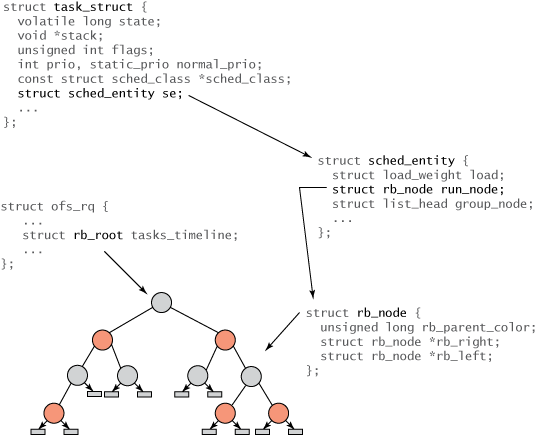 struct task_struct {
volatile long state;
void *stack;
unsigned int flags;
int prio, static_prio normal_prio;
const struct sched_class *sched_class;
struct sched_entity se;
...
};
struct sched_entity {
struct load_weight load;
struct rb_node run_node;
struct list_head group_node;
...
};
struct ofs_rq {
...
struct rb_root tasks_timeline;
...
};
struct rb_node {
unsigned long rb_parent_color;
struct rb_node *rb_right;
struct rb_node *rb_left;
};